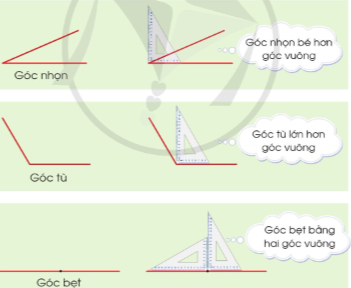 Góc nhọn bé hơn
góc vuông
Góc nhọn
Góc tù lớn hơn
góc vuông
Góc tù
Góc bẹt bằng
hai góc vuông
Góc bẹt